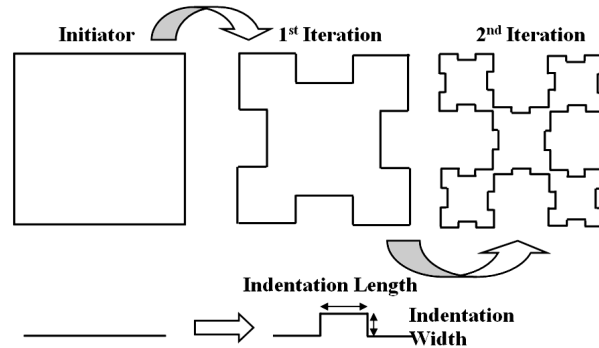 Initiator
1st Iteration
2nd Iteration
Indentation Length
Indentation
Width